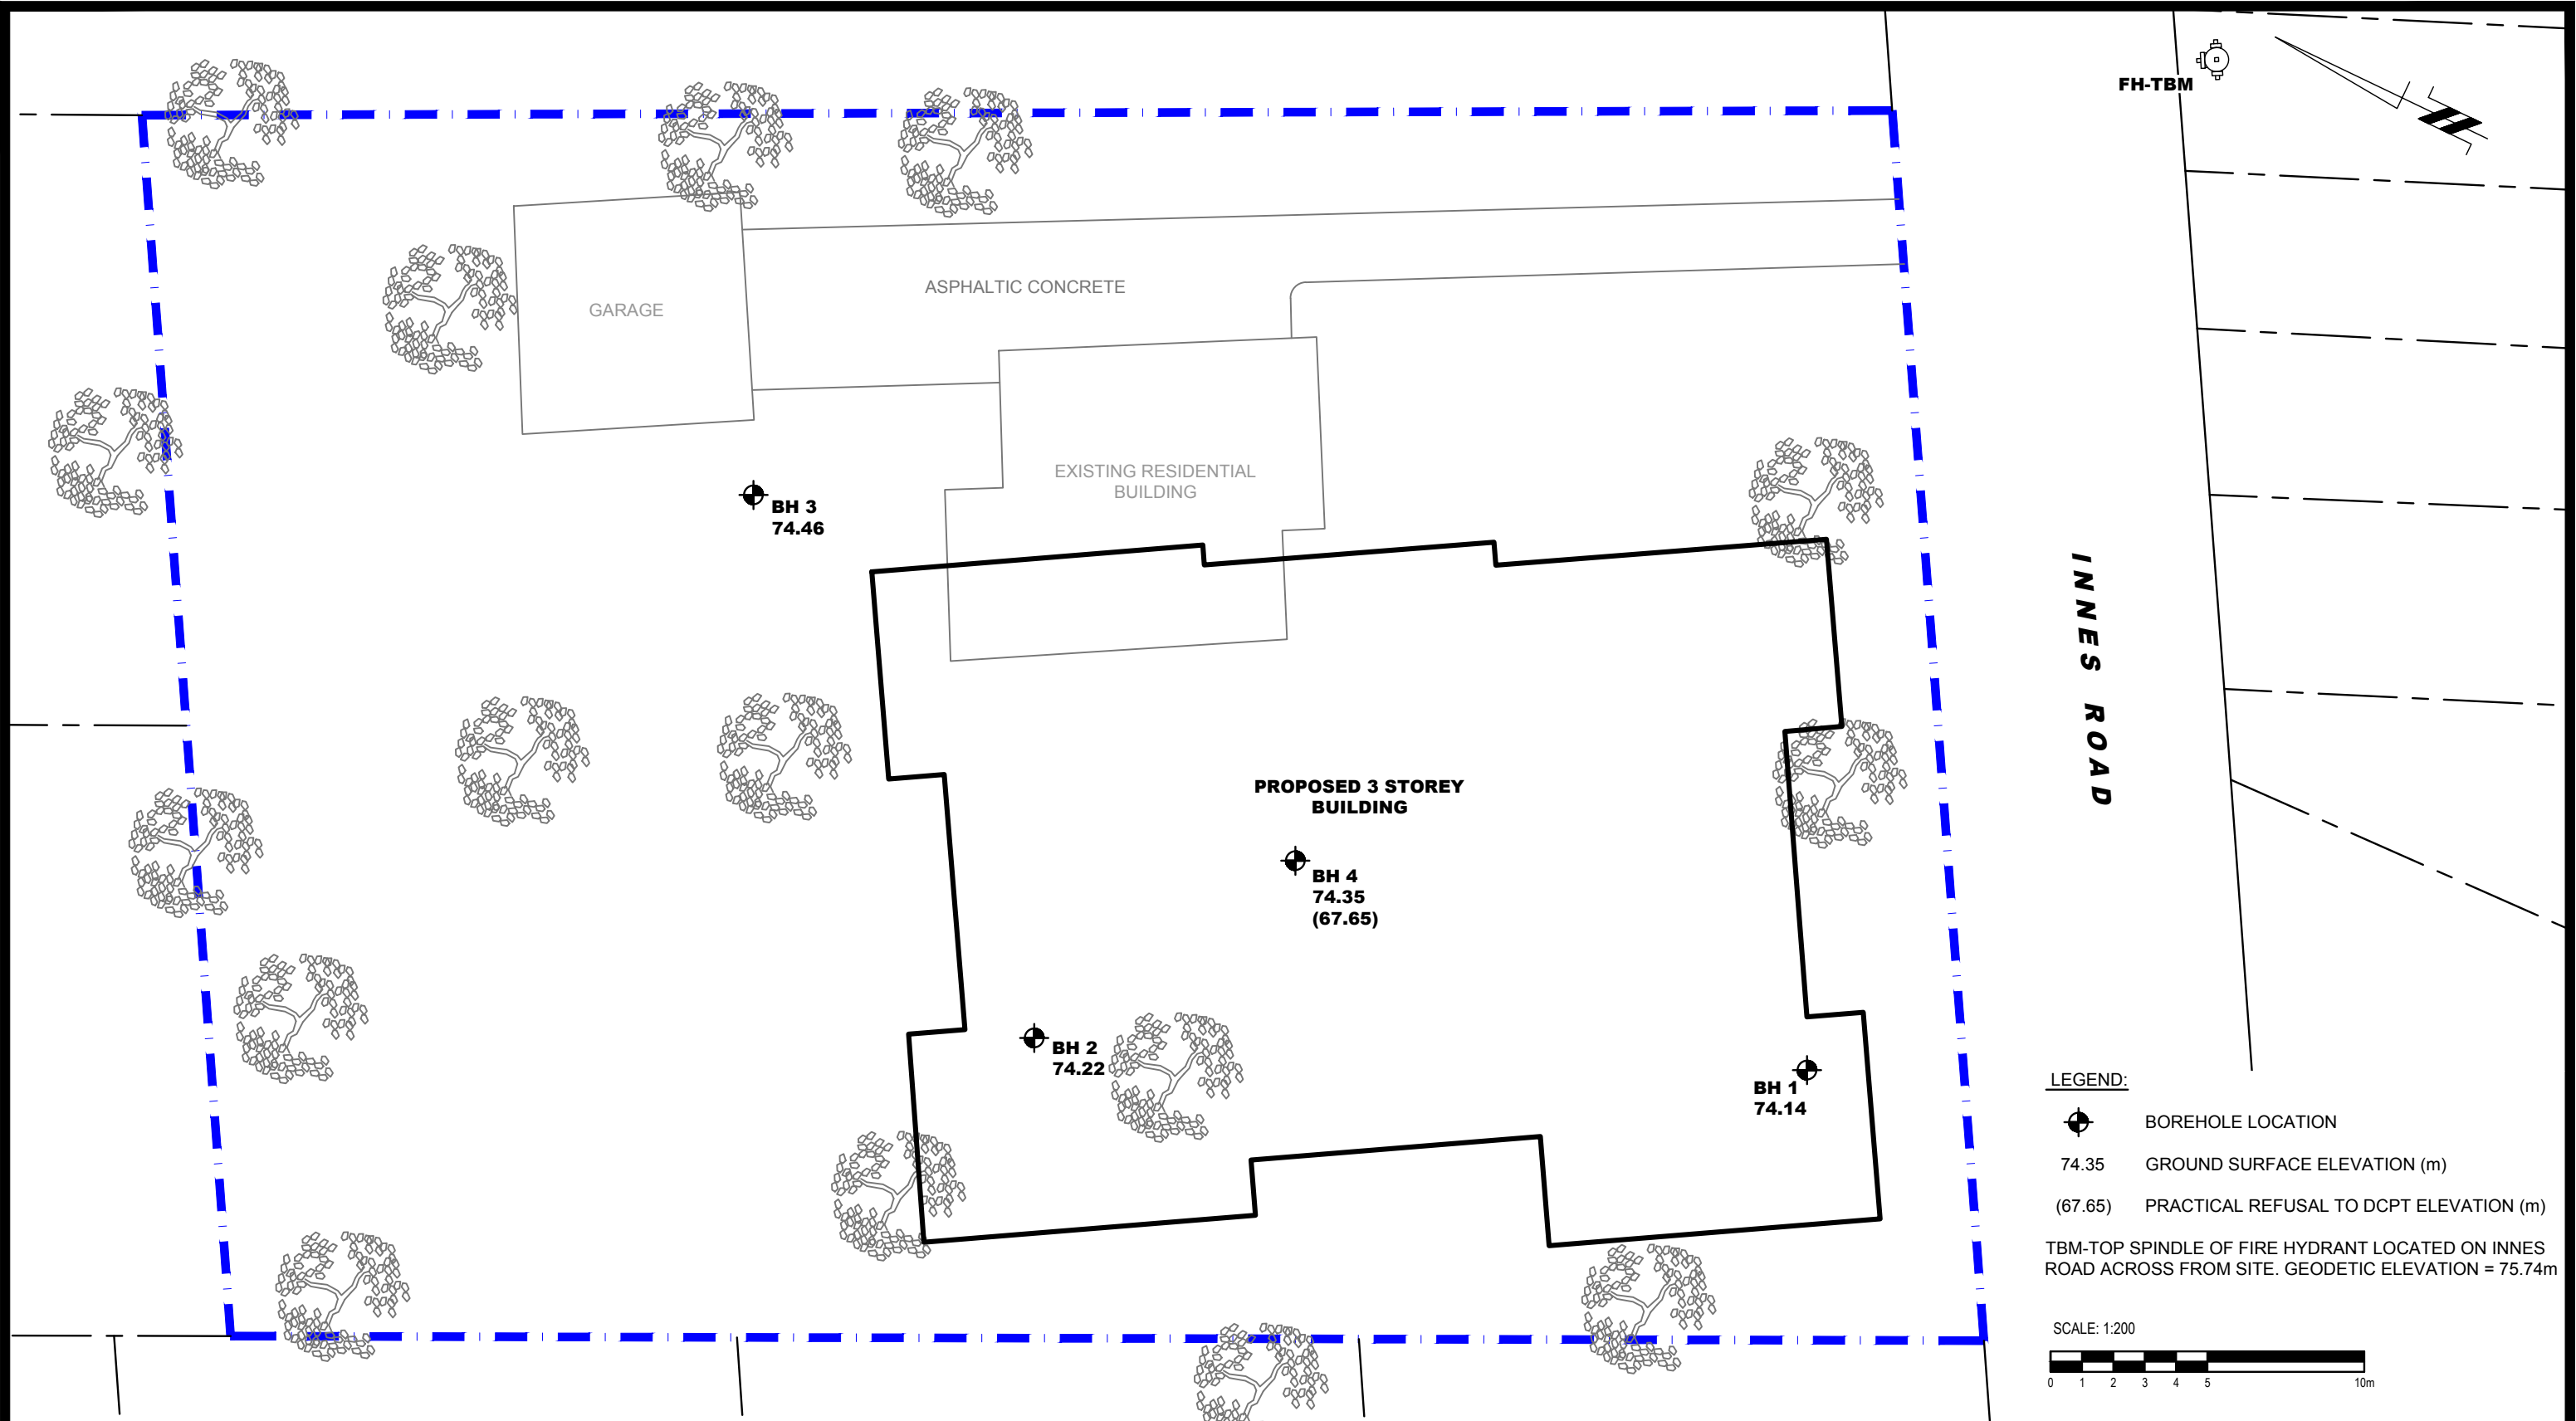 FH-TBM
ASPHALTIC CONCRETE
GARAGE
EXISTING RESIDENTIAL
BUILDING
BH 3
74.46
INNES ROAD
PROPOSED 3 STOREY
BUILDING
BH 4
74.35
(67.65)
BH 2
74.22
BH 1
74.14
LEGEND:
BOREHOLE LOCATION
74.35 GROUND SURFACE ELEVATION (m)
(67.65) PRACTICAL REFUSAL TO DCPT ELEVATION (m)
TBM-TOP SPINDLE OF FIRE HYDRANT LOCATED ON INNES
ROAD ACROSS FROM SITE. GEODETIC ELEVATION = 75.74m
SCALE: 1:200
0 1 2 3 4 5 10m